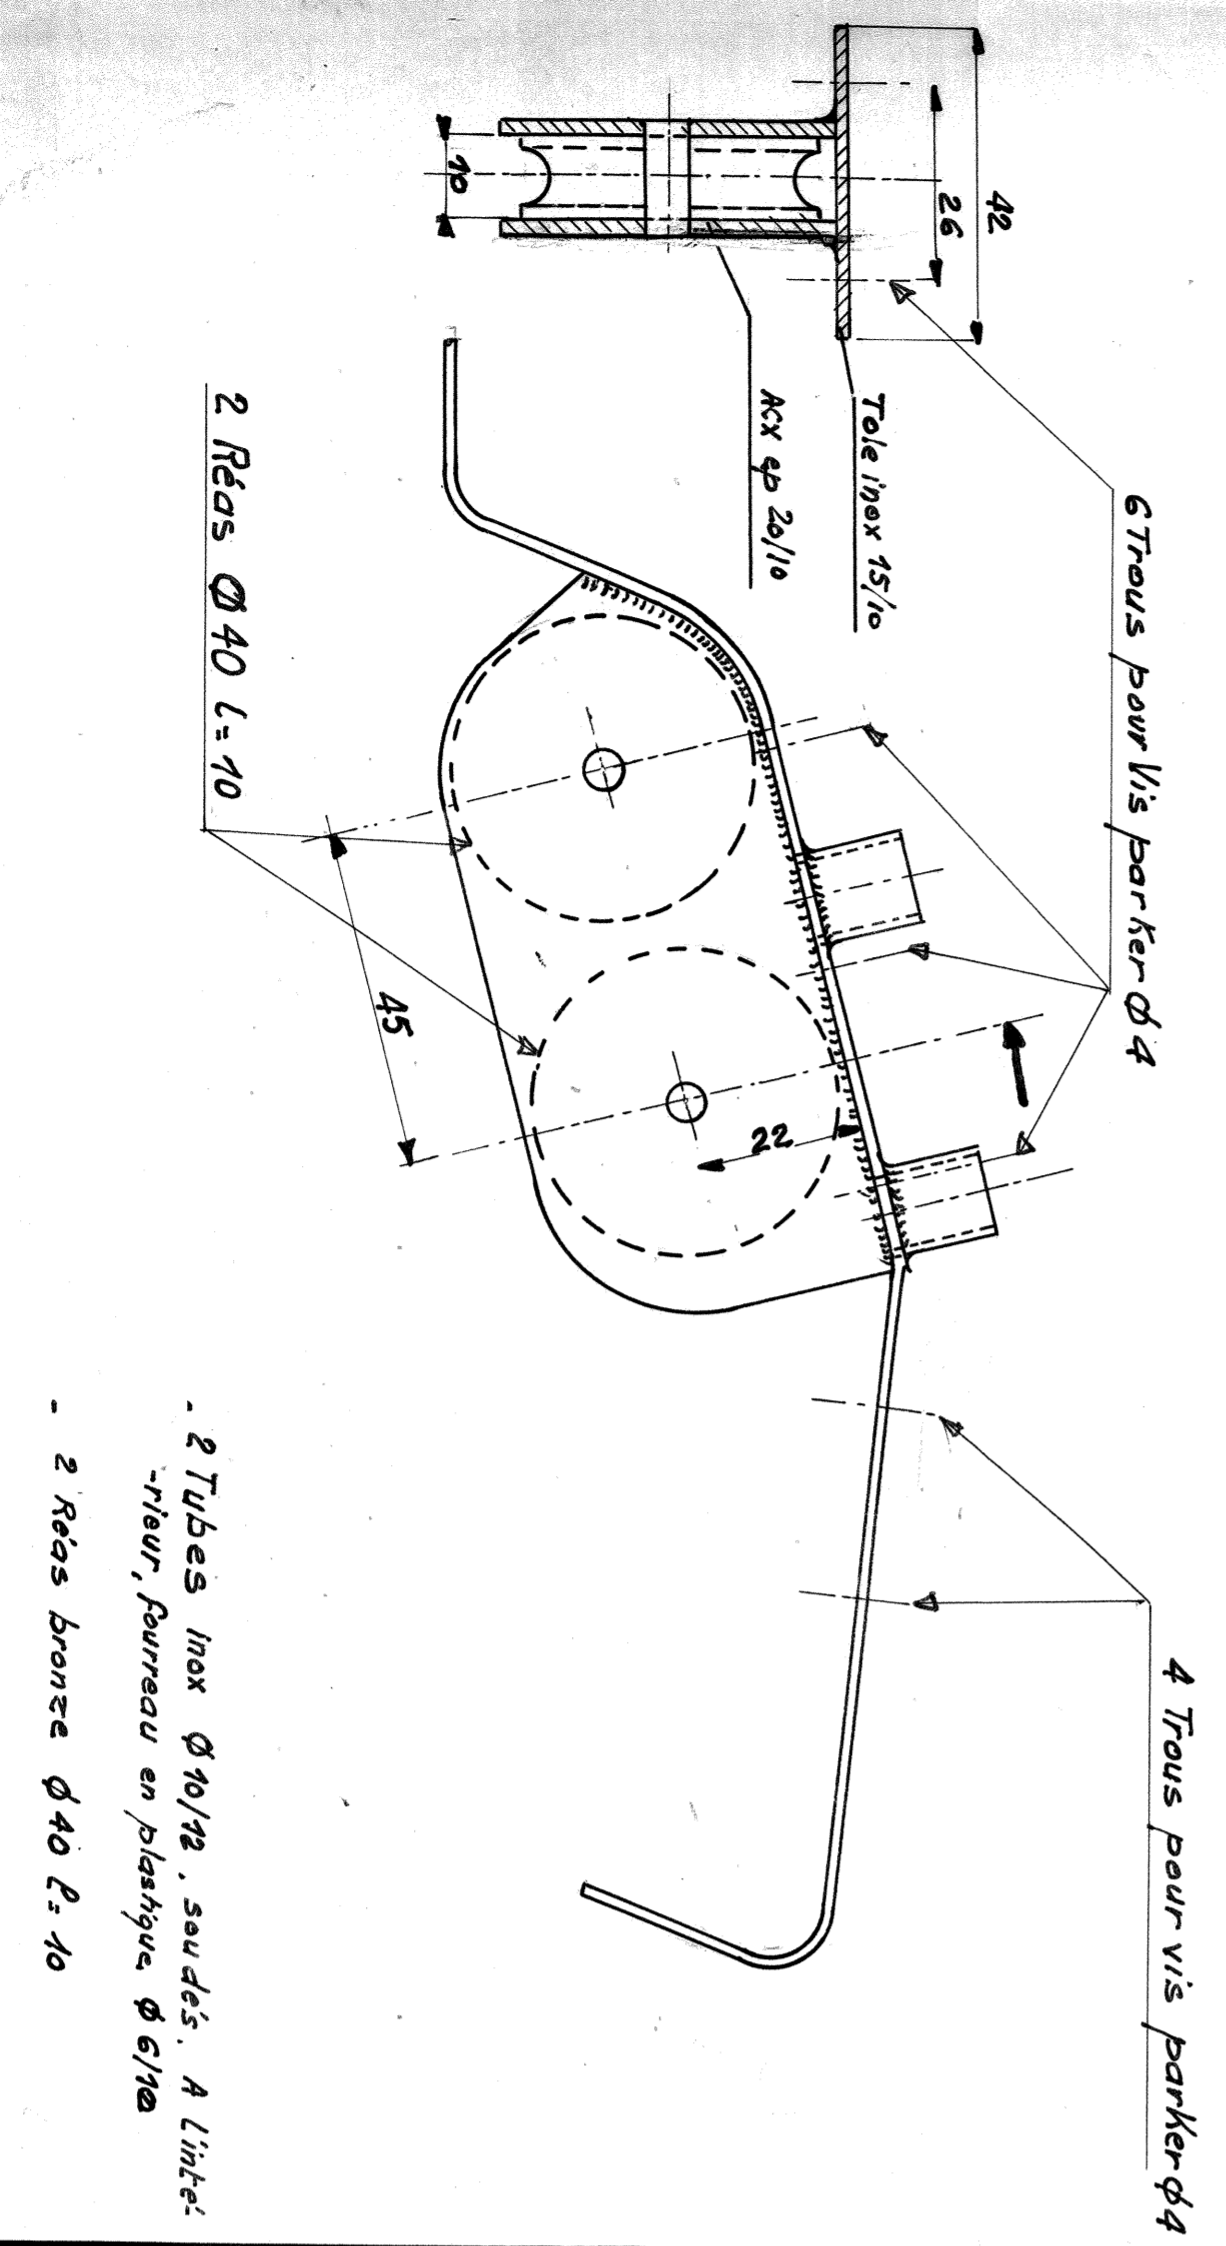 42
26
10
Tole inox 15/10
Acx ep 20/10
6 Trous pour Vis parker ø 4
2 Réas Ø 40 L=10
45
22
4 Trous pour vis parker ø 4
- 2 Tubes inox ø 10/12, soudés. A l'inté-
-rieur, fourreau en plastique ø 6/10
- 2 Réas bronze ø 40 l=10